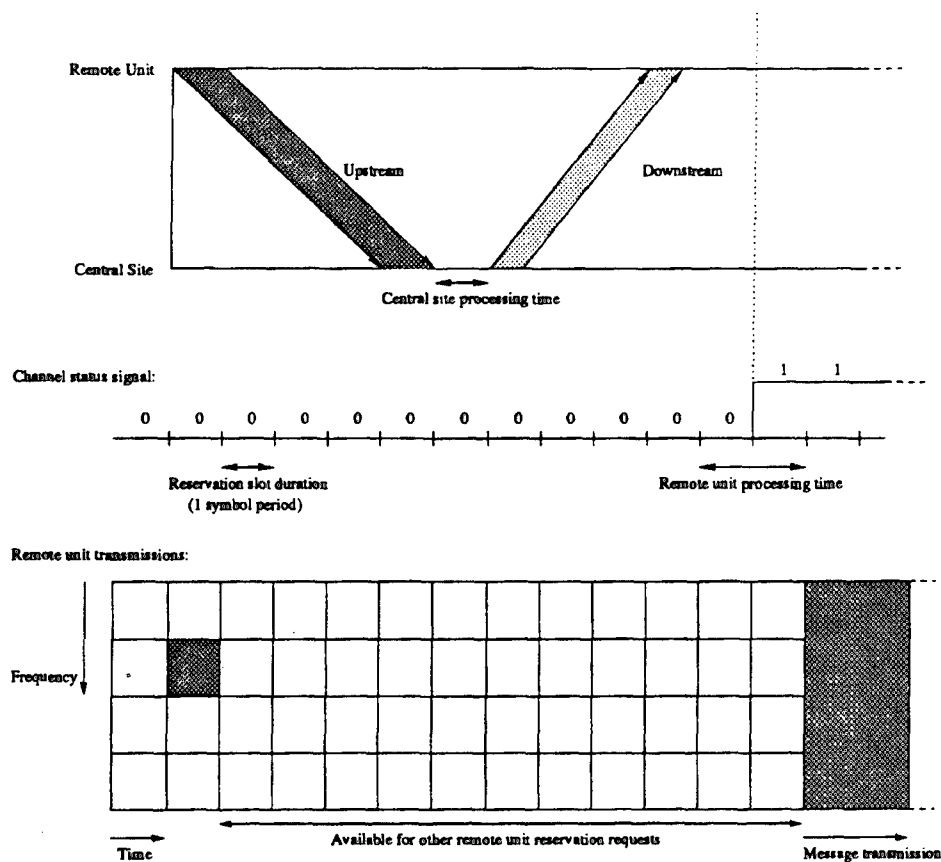 Remote Unit
Upstream
Downstream
Central Site
Central site processing time
Channel status signal:
1 1
0 0 0 0 0 0 0 0 0 0 0 0
Reservation slot duration
(1 symbol period)
Remote unit processing time
Remote unit transmissions:
Frequency
Time
Available for other remote unit reservation requests
Message transmission